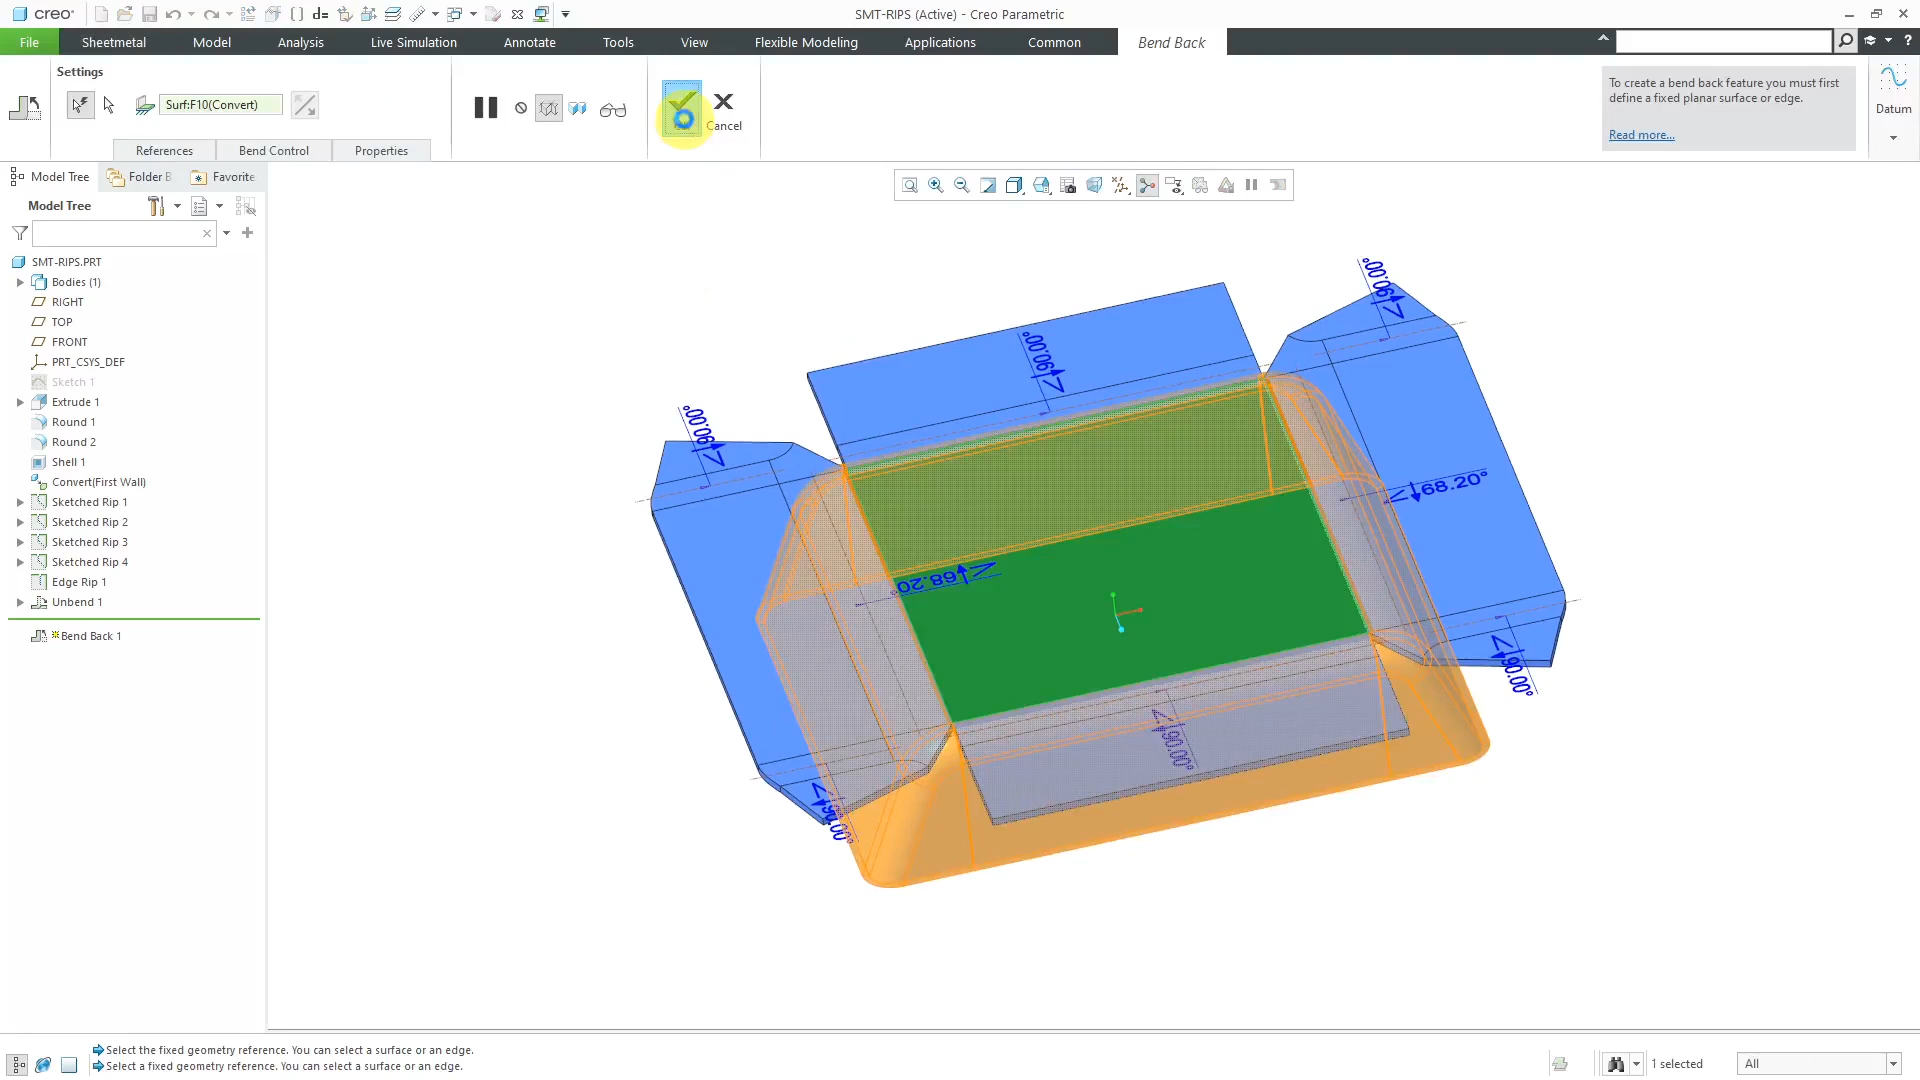 creo
SMT-RIPS (Active) - Creo Parametric
File
Sheetmetal
Model
Analysis
Live Simulation
Annotate
Tools
View
Flexible Modeling
Applications
Common
Bend Back
Settings
Surf:F10(Convert)
Cancel
References
Bend Control
Properties
To create a bend back feature you must first
define a fixed planar surface or edge.
Read more...
Datum
Model Tree
Folder B
Favorite
Model Tree
SMT-RIPS.PRT
Bodies (1)
RIGHT
TOP
FRONT
PRT_CSYS_DEF
Sketch 1
Extrude 1
Round 1
Round 2
Shell 1
Convert(First Wall)
Sketched Rip 1
Sketched Rip 2
Sketched Rip 3
Sketched Rip 4
Edge Rip 1
Unbend 1
Bend Back 1
90.00°
90.00°
90.00°
68.20°
68.20°
90.00°
90.00°
90.00°
Select the fixed geometry reference. You can select a surface or an edge.
Select a fixed geometry reference. You can select a surface or an edge.
1 selected
All